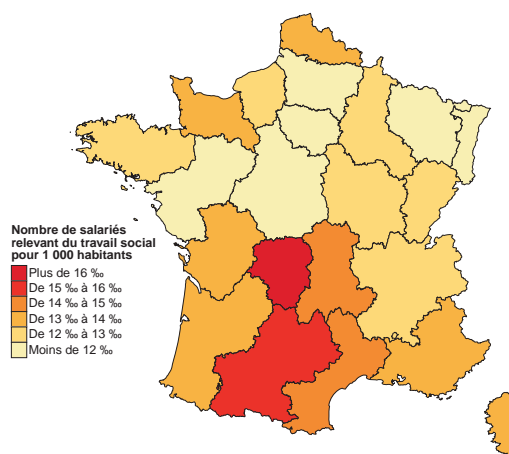 Nombre de salariés
relevant du travail social
pour 1 000 habitants
Plus de 16 ‰
De 15 ‰ à 16 ‰
De 14 ‰ à 15 ‰
De 13 ‰ à 14 ‰
De 12 ‰ à 13 ‰
Moins de 12 ‰